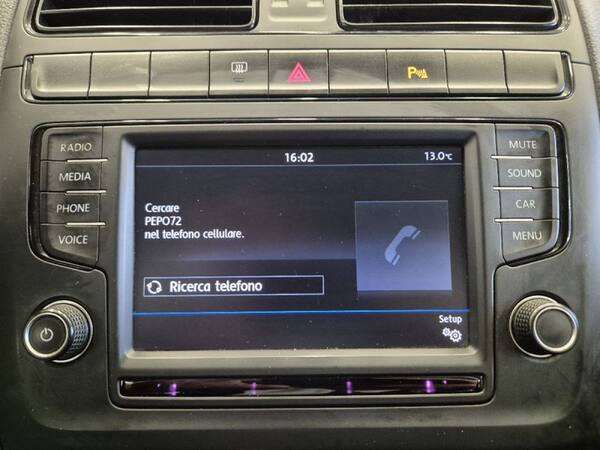 P
RADIO
MEDIA
PHONE
VOICE
16:02
13.0°C
Cercare
PEPO72
nel telefono cellulare.
Ricerca telefono
Setup
MUTE
SOUND
CAR
MENU